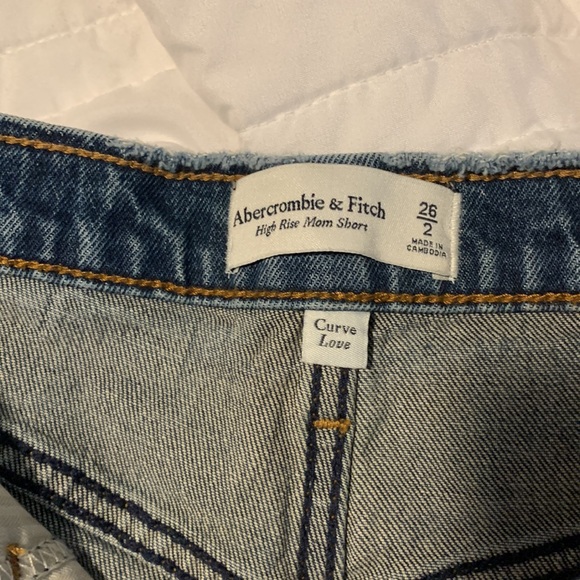 Abercrombie & Fitch
High Rise Mom Short
26
2
MADE IN
CAMBODIA
Curve
Love